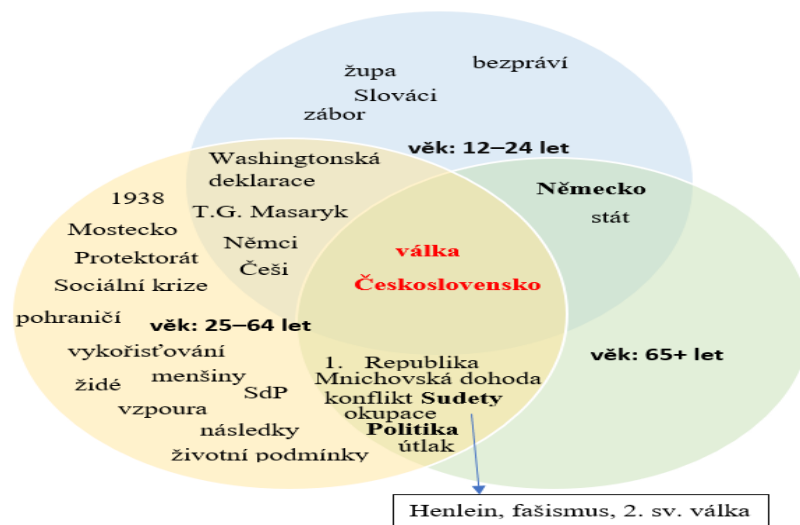 bezpráví
župa
Slováci
zábor
věk: 12–24 let
Washingtonská
deklarace
T.G. Masaryk
Němci
Češi
Německo
stát
válka
Československo
1938
Mostecko
Protektorát
Sociální krize
pohraničí
věk: 25–64 let
vykořisťování
menšiny
židé
SdP
vzpoura
následky
životní podmínky
věk: 65+ let
1. Republika
Mnichovská dohoda
konflikt Sudety
okupace
Politika
útlak
Henlein, fašismus, 2. sv. válka